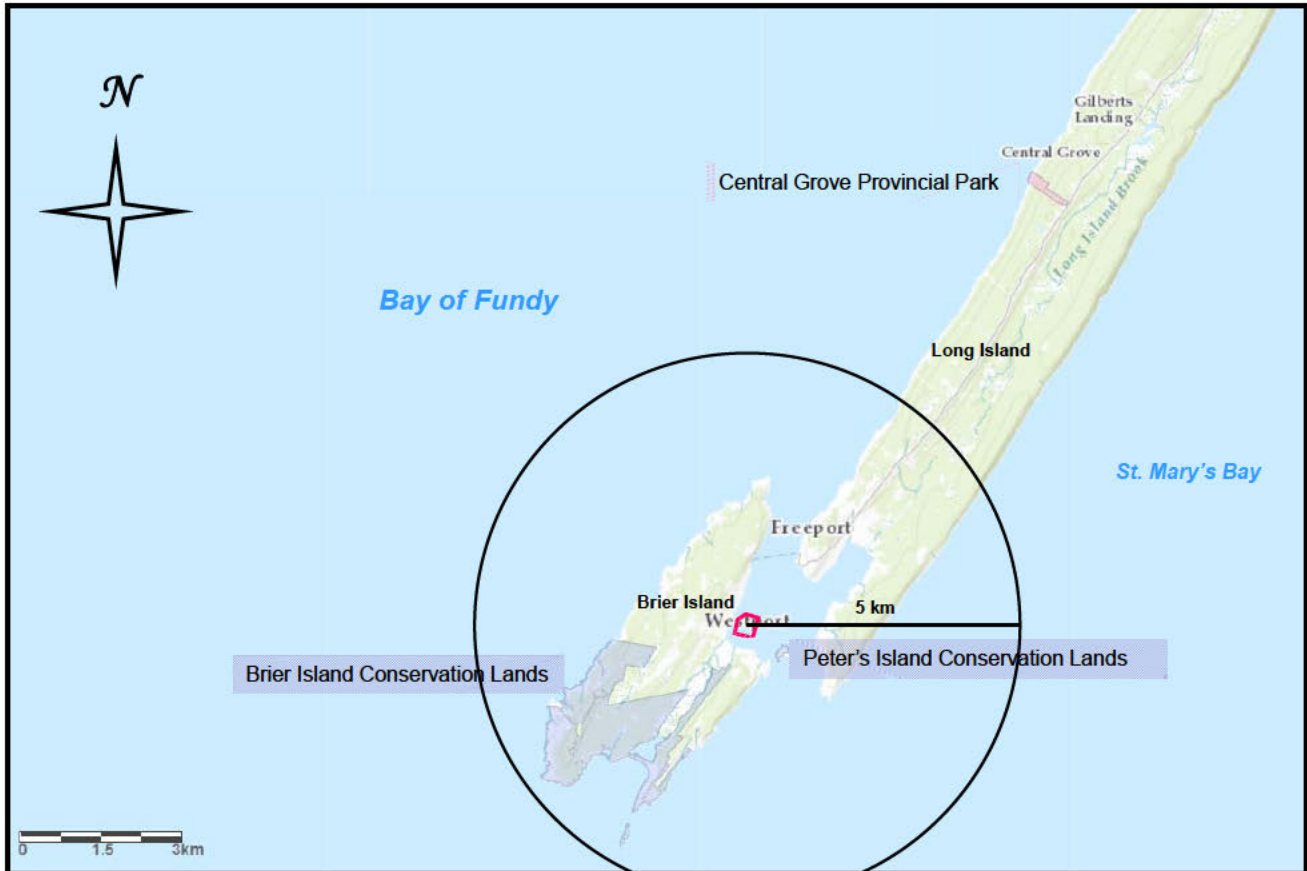 N
Gilberts
Landing
Central Grove
Central Grove Provincial Park
Long Island Brook
Bay of Fundy
Long Island
St. Mary's Bay
Freeport
Brier Island
5 km
Westport
Peter's Island Conservation Lands
Brier Island Conservation Lands
0 1.5 3km